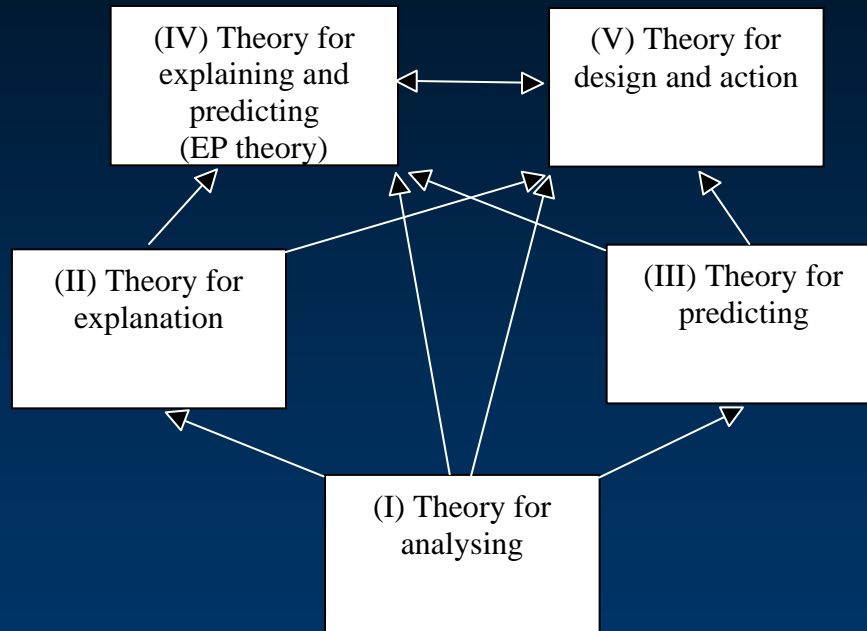 (IV) Theory for
explaining and
predicting
(EP theory)
(V) Theory for
design and action
(II) Theory for
explanation
(III) Theory for
predicting
(I) Theory for
analysing